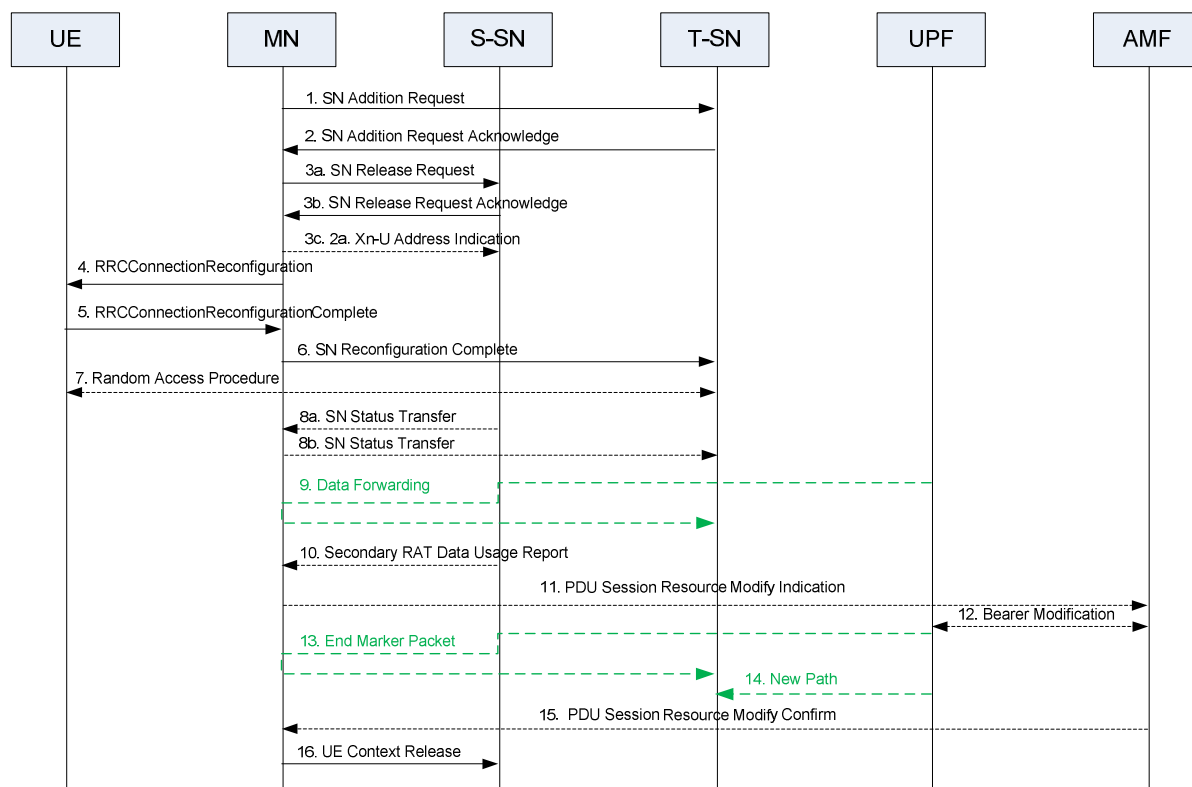 UE
MN
S-SN
T-SN
UPF
AMF
1. SN Addition Request
2. SN Addition Request Acknowledge
3a. SN Release Request
3b. SN Release Request Acknowledge
3c. 2a. Xn-U Address Indication
4. RRCConnectionReconfiguration
5. RRCConnectionReconfigurationComplete
6. SN Reconfiguration Complete
7. Random Access Procedure
8a. SN Status Transfer
8b. SN Status Transfer
9. Data Forwarding
10. Secondary RAT Data Usage Report
11. PDU Session Resource Modify Indication
12. Bearer Modification
13. End Marker Packet
14. New Path
15. PDU Session Resource Modify Confirm
16. UE Context Release